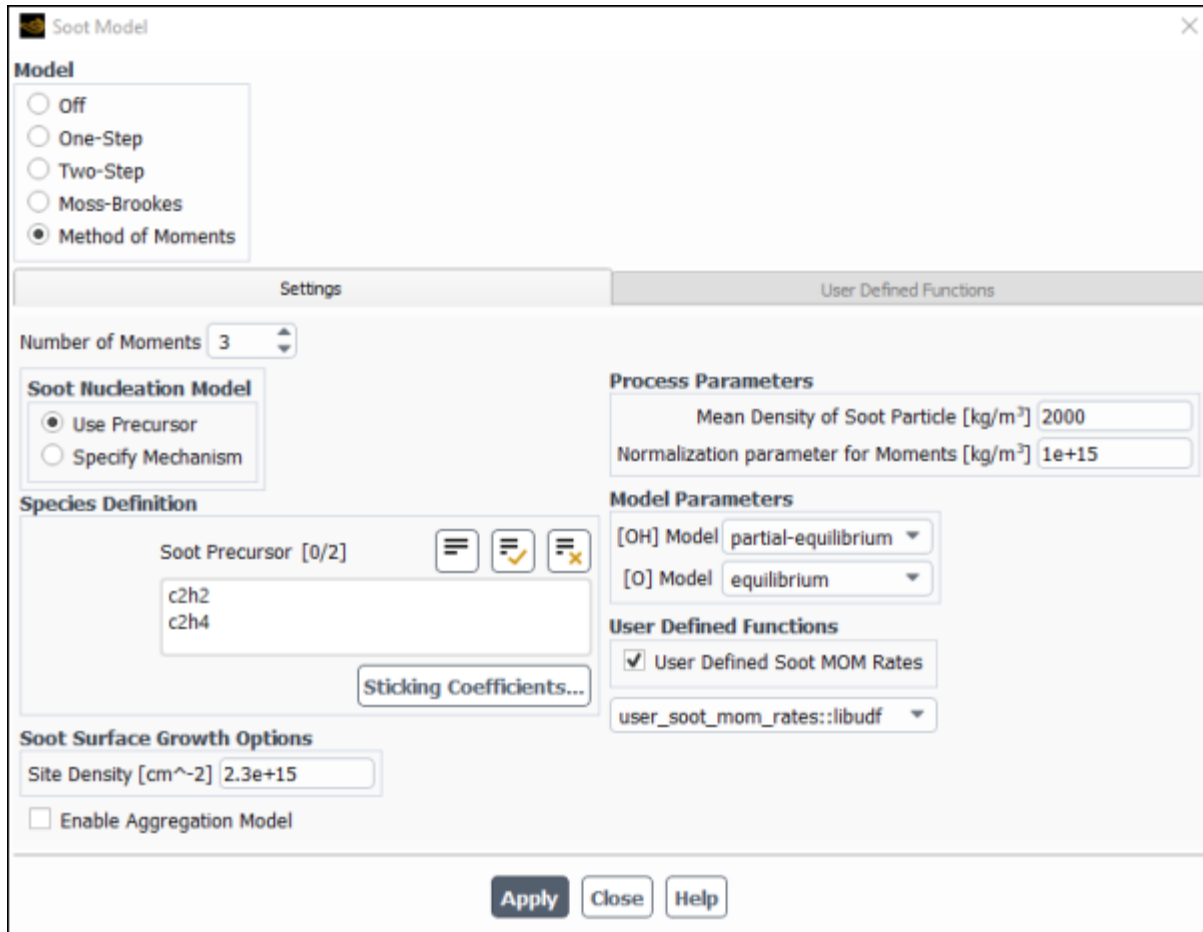 Soot Model
Model
Off
One-Step
Two-Step
Moss-Brookes
Method of Moments
Settings
User Defined Functions
Number of Moments 3
Soot Nucleation Model
Use Precursor
Specify Mechanism
Species Definition
Soot Precursor [0/2]
c2h2
c2h4
Sticking Coefficients...
Soot Surface Growth Options
Site Density [cm^-2] 2.3e+15
Enable Aggregation Model
Process Parameters
Mean Density of Soot Particle [kg/m³] 2000
Normalization parameter for Moments [kg/m³] 1e+15
Model Parameters
[OH] Model partial-equilibrium
[O] Model equilibrium
User Defined Functions
User Defined Soot MOM Rates
user_soot_mom_rates::libudf
Apply Close Help